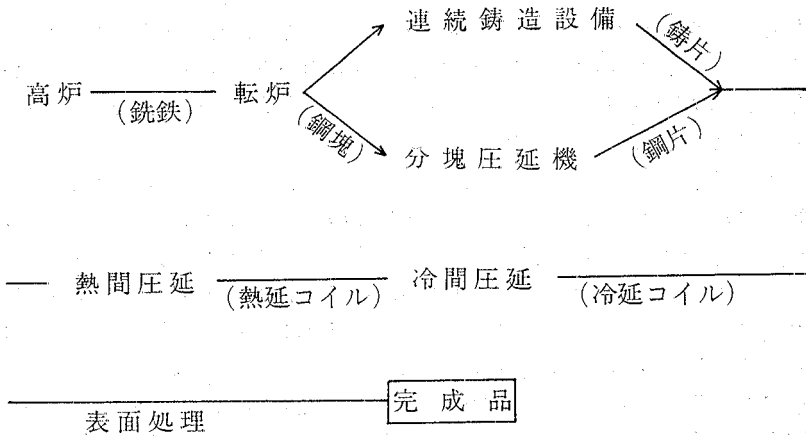 連続鋳造設備
(鋳片)
高炉
(銑鉄)
転炉
(鋼塊)
分塊圧延機
(鋼片)
熱間圧延
(熱延コイル)
冷間圧延
(冷延コイル)
表面処理
完成品